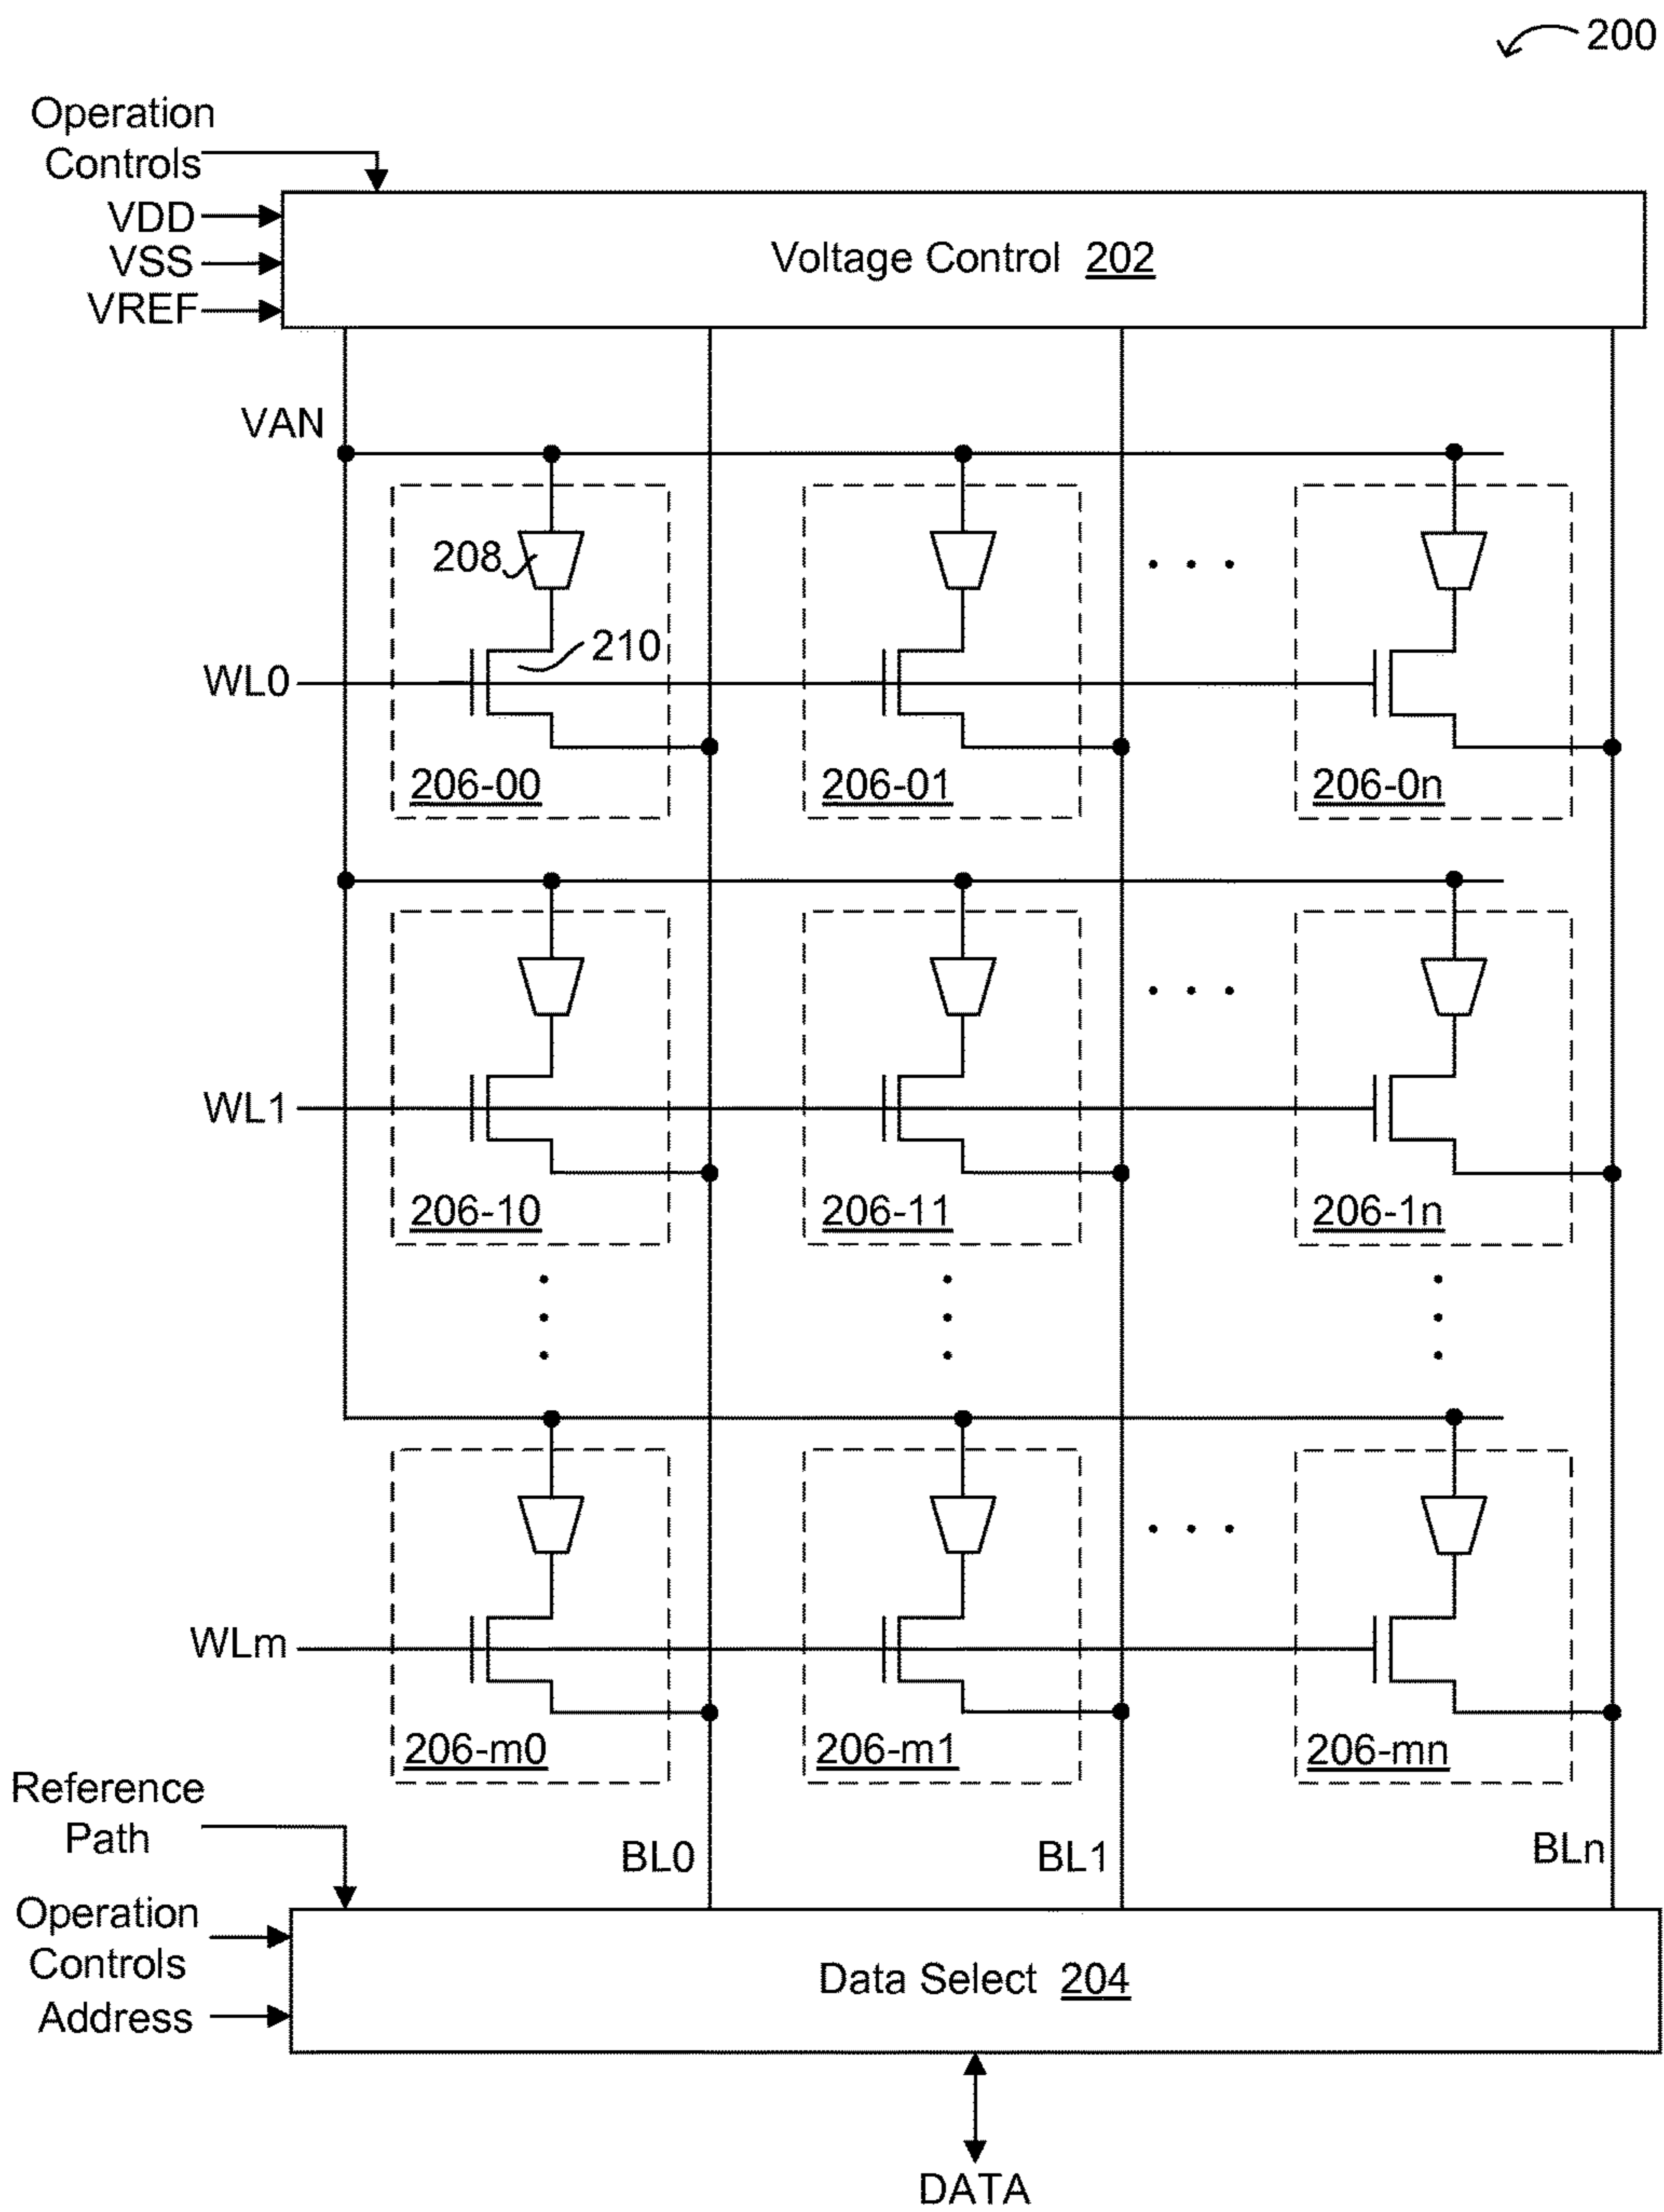 200
Operation
Controls
VDD
VSS
VREF
Voltage Control 202
VAN
208
210
WL0
206-00
206-01
206-0n
WL1
206-10
206-11
206-1n
WLm
206-m0
206-m1
206-mn
Reference
Path
BL0
BL1
BLn
Operation
Controls
Address
Data Select 204
DATA